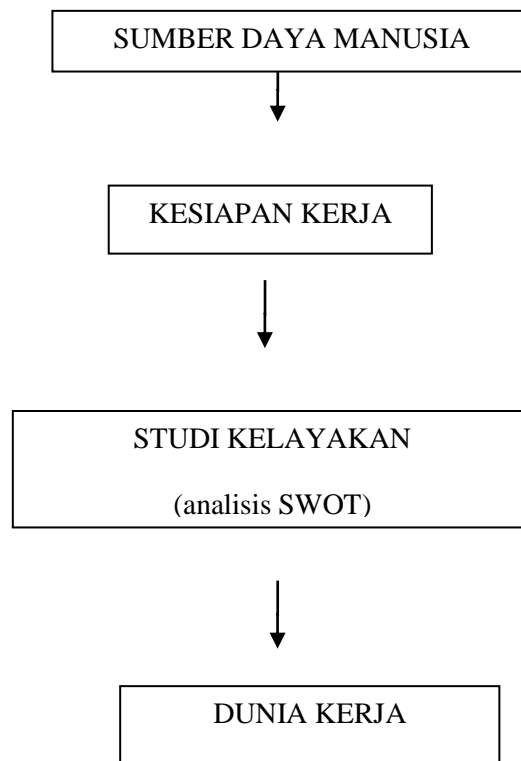 SUMBER DAYA MANUSIA
KESIAPAN KERJA
STUDI KELAYAKAN
(analisis SWOT)
DUNIA KERJA